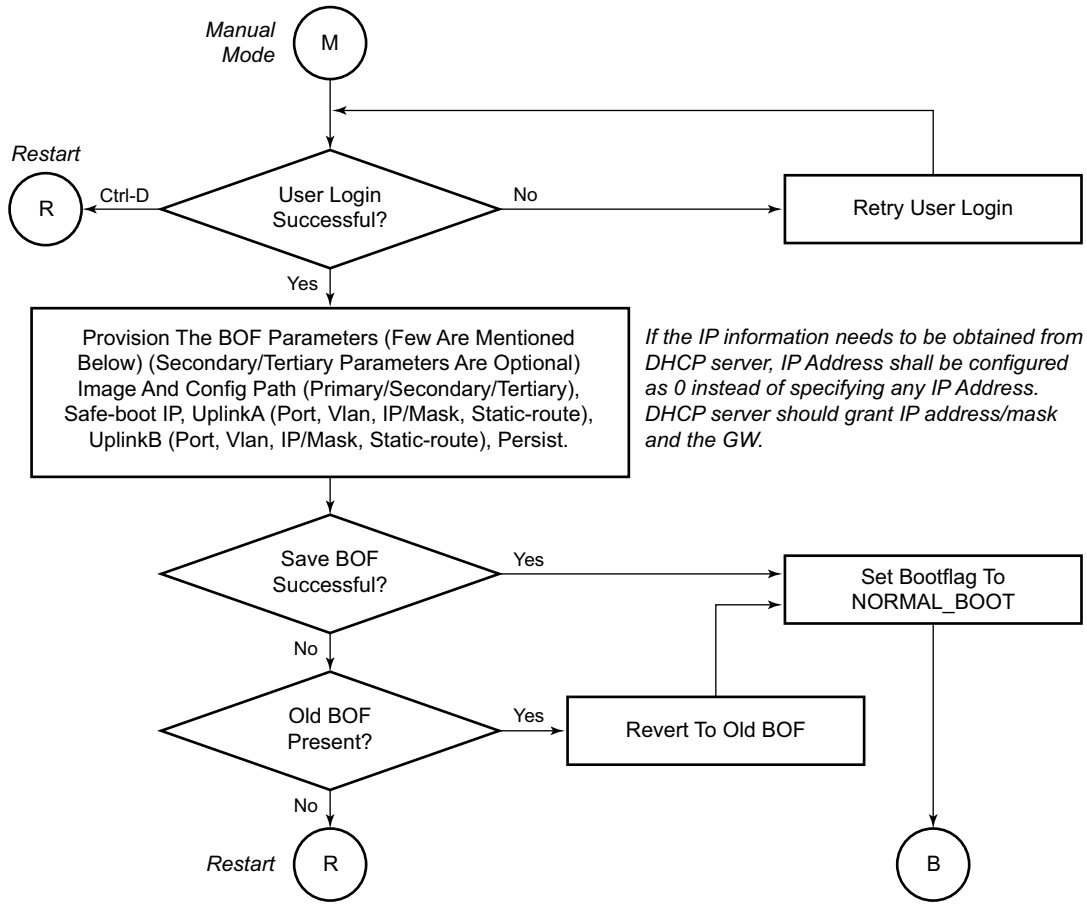 Manual
Mode
M
Restart
R
Ctrl-D
User Login
Successful?
No
Retry User Login
Yes
Provision The BOF Parameters (Few Are Mentioned
Below) (Secondary/Tertiary Parameters Are Optional)
Image And Config Path (Primary/Secondary/Tertiary),
Safe-boot IP, UplinkA (Port, Vlan, IP/Mask, Static-route),
UplinkB (Port, Vlan, IP/Mask, Static-route), Persist.
If the IP information needs to be obtained from
DHCP server, IP Address shall be configured
as 0 instead of specifying any IP Address.
DHCP server should grant IP address/mask
and the GW.
Save BOF
Successful?
Yes
Set Bootflag To
NORMAL_BOOT
No
Old BOF
Present?
Yes
Revert To Old BOF
No
Restart
R
B